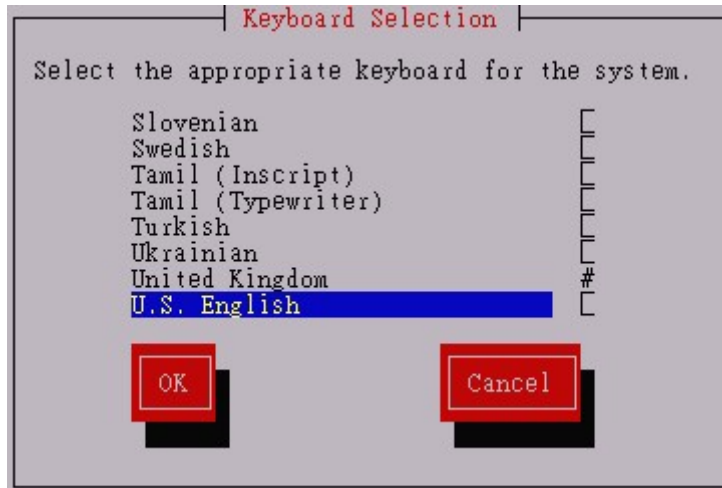 Keyboard Selection
Select the appropriate keyboard for the system.
Slovenian
Swedish
Tamil (Inscript)
Tamil (Typewriter)
Turkish
Ukrainian
United Kingdom #
U.S. English
OK Cancel